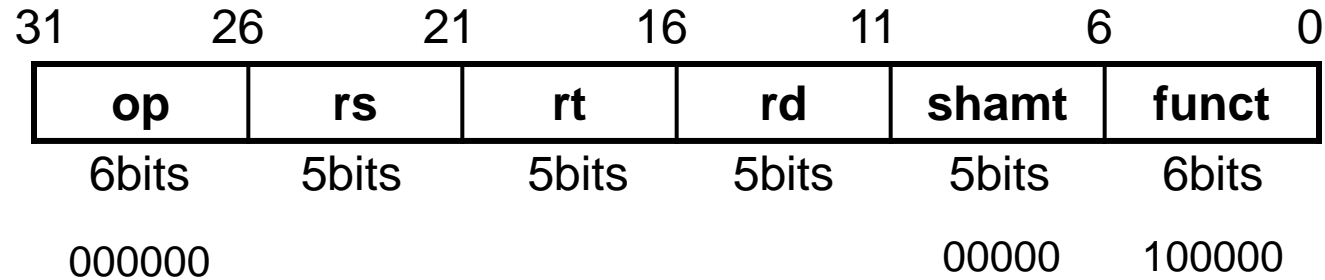 31 26 21 16 11 6 0
op rs rt rd shamt funct
6bits 5bits 5bits 5bits 5bits 6bits
000000 00000 100000